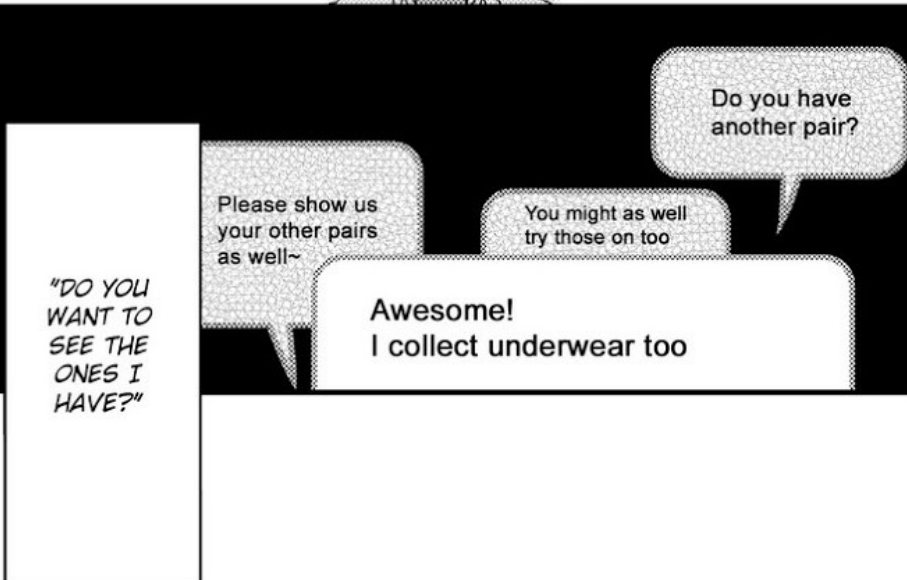 Do you have
another pair?
Please show us
your other pairs
as well~
You might as well
try those on too
Awesome!
I collect underwear too
"DO YOU
WANT TO
SEE THE
ONES I
HAVE?"